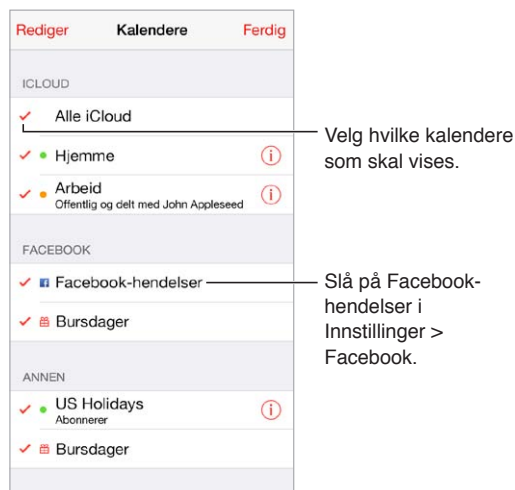 Rediger Kalendere Ferdig
ICLOUD
Alle iCloud
Hjemme
Arbeid
Offentlig og delt med John Appleseed
FACEBOOK
Facebook-hendelser
Bursdager
ANNEN
US Holidays
Abonnerer
Bursdager
Velg hvilke kalendere
som skal vises.
Slå på Facebook-
hendelser i
Innstillinger >
Facebook.